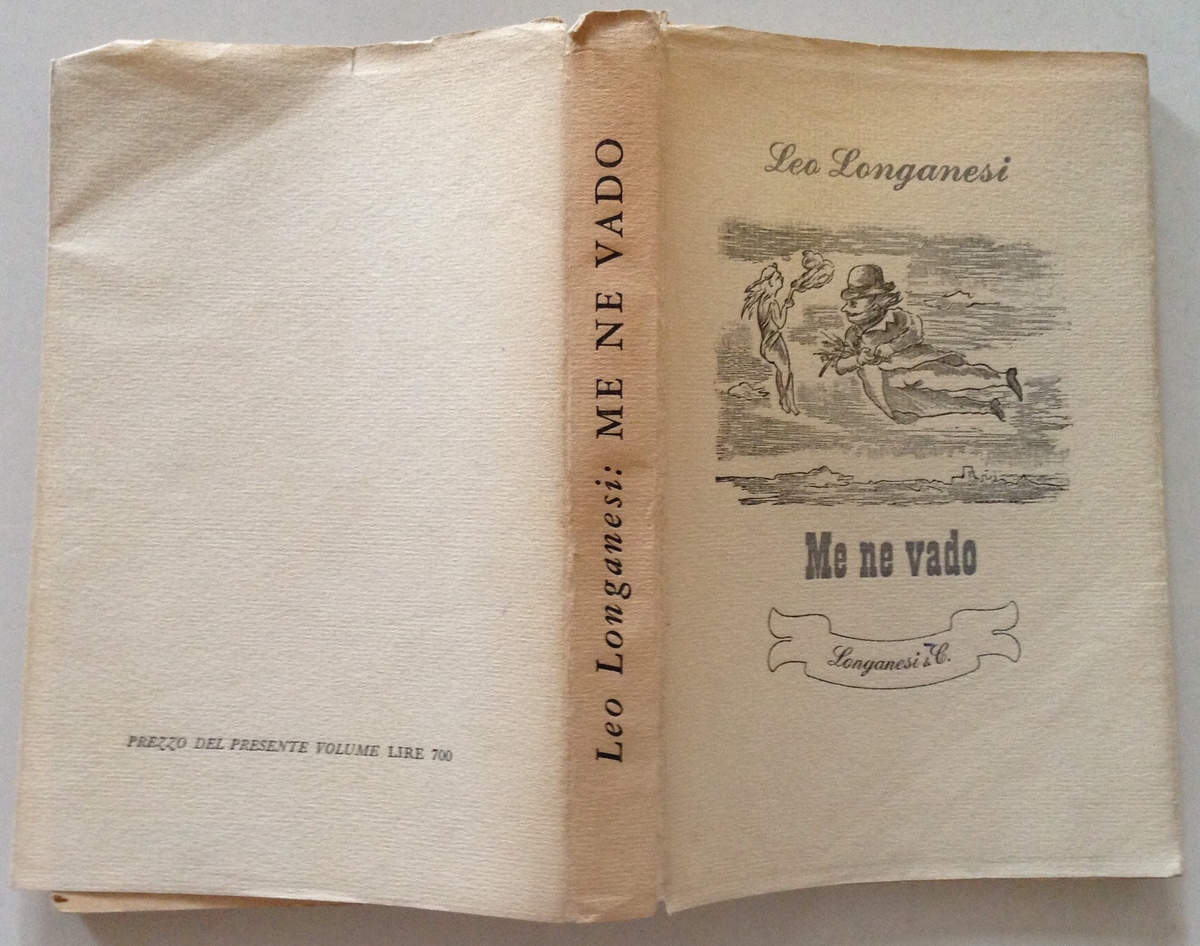 PREZZO DEL PRESENTE VOLUME LIRE 700
Leo Longanesi: ME NE VADO
Leo Longanesi
Me ne vado
Longanesi & C.